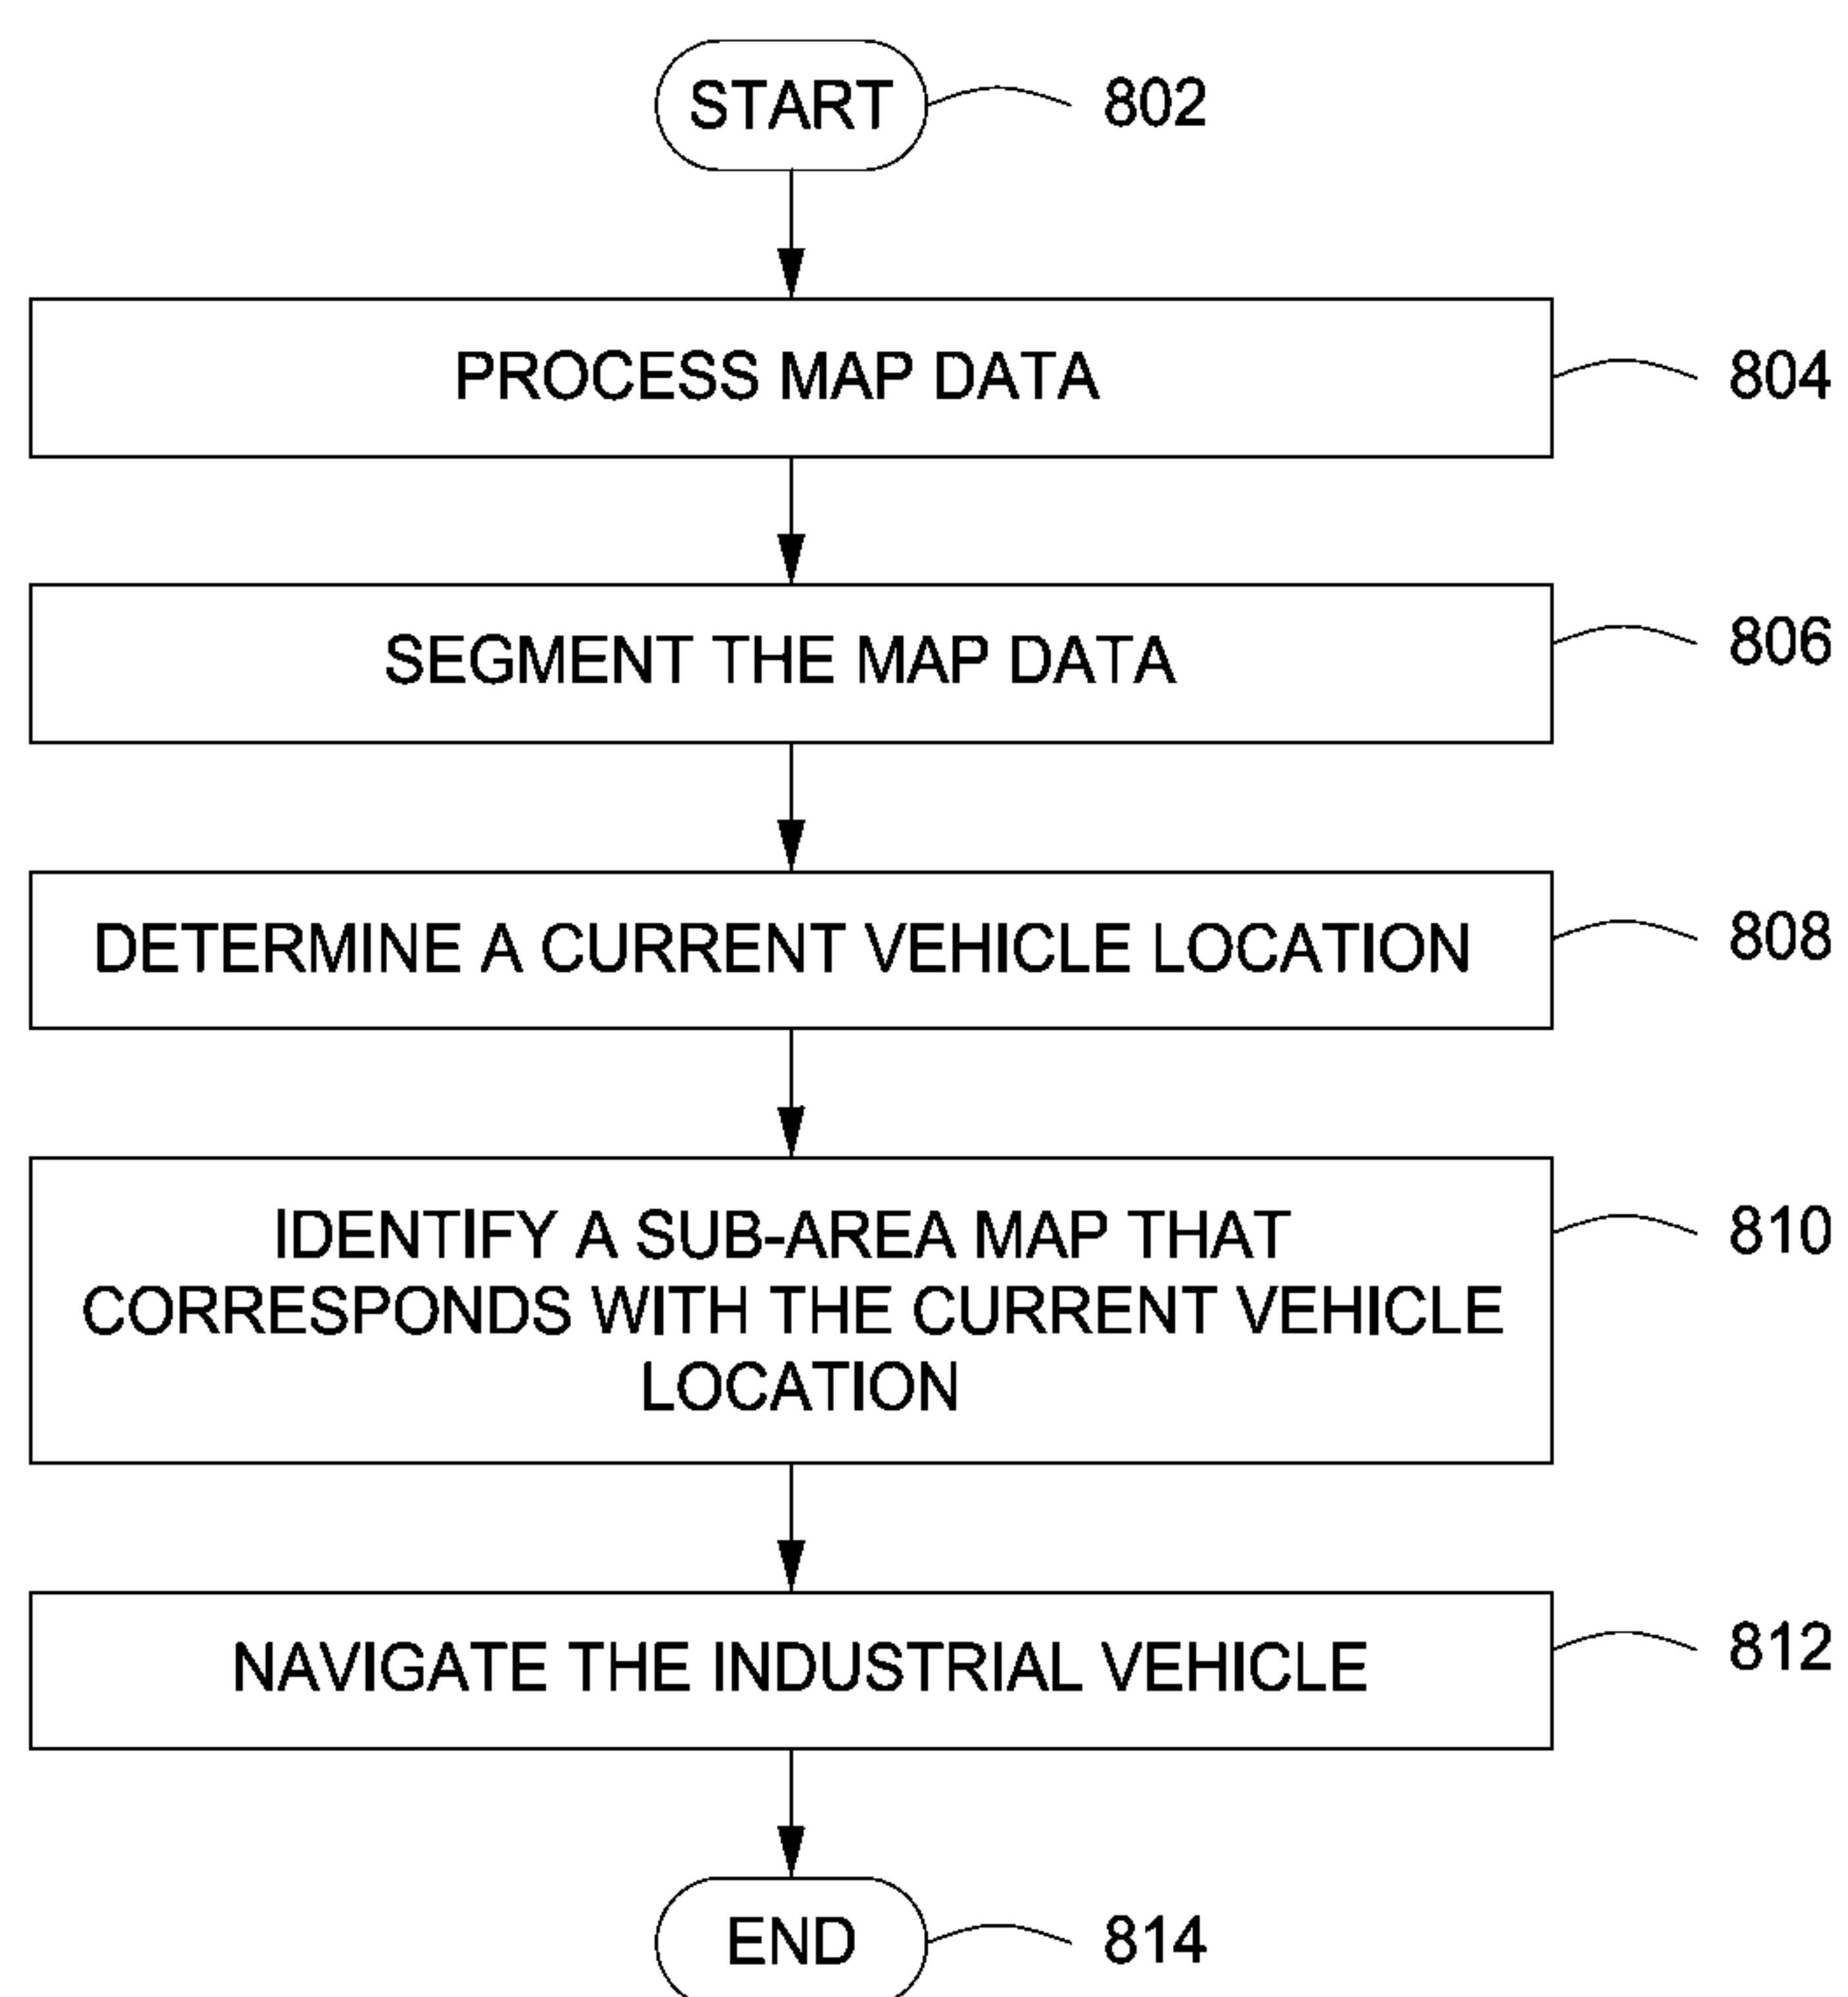 START
802
PROCESS MAP DATA
804
SEGMENT THE MAP DATA
806
DETERMINE A CURRENT VEHICLE LOCATION
808
IDENTIFY A SUB-AREA MAP THAT
CORRESPONDS WITH THE CURRENT VEHICLE
LOCATION
810
NAVIGATE THE INDUSTRIAL VEHICLE
812
END
814